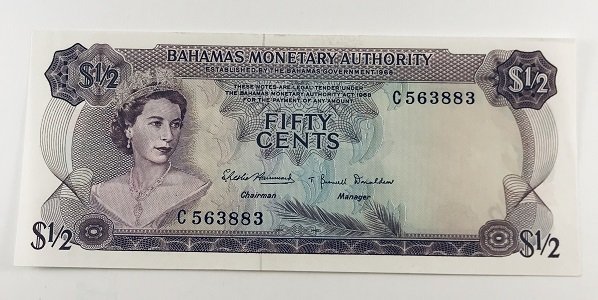 BAHAMAS MONETARY AUTHORITY
ESTABLISHED BY THE BAHAMAS GOVERNMENT 1968
$½ $½
THESE NOTES ARE LEGAL TENDER UNDER
THE BAHAMAS MONETARY AUTHORITY ACT 1968
FOR THE PAYMENT OF ANY AMOUNT
C 563883
FIFTY
CENTS
T. Donaldson
Chairman Manager
C 563883
$½ $½